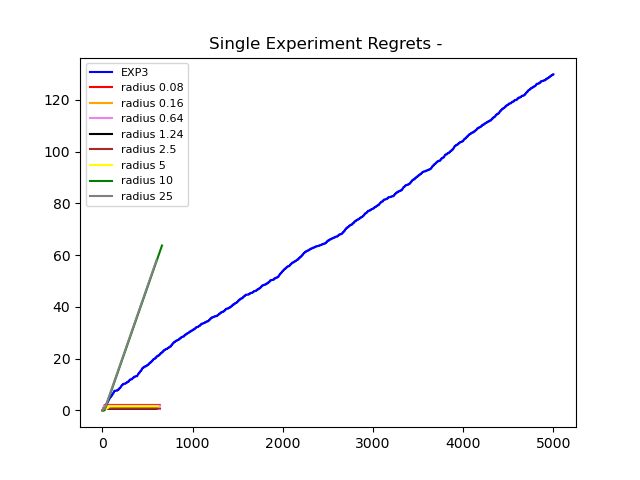 Single Experiment Regrets -
EXP3
radius 0.08
radius 0.16
radius 0.64
radius 1.24
radius 2.5
radius 5
radius 10
radius 25
120
100
80
60
40
20
0
0 1000 2000 3000 4000 5000